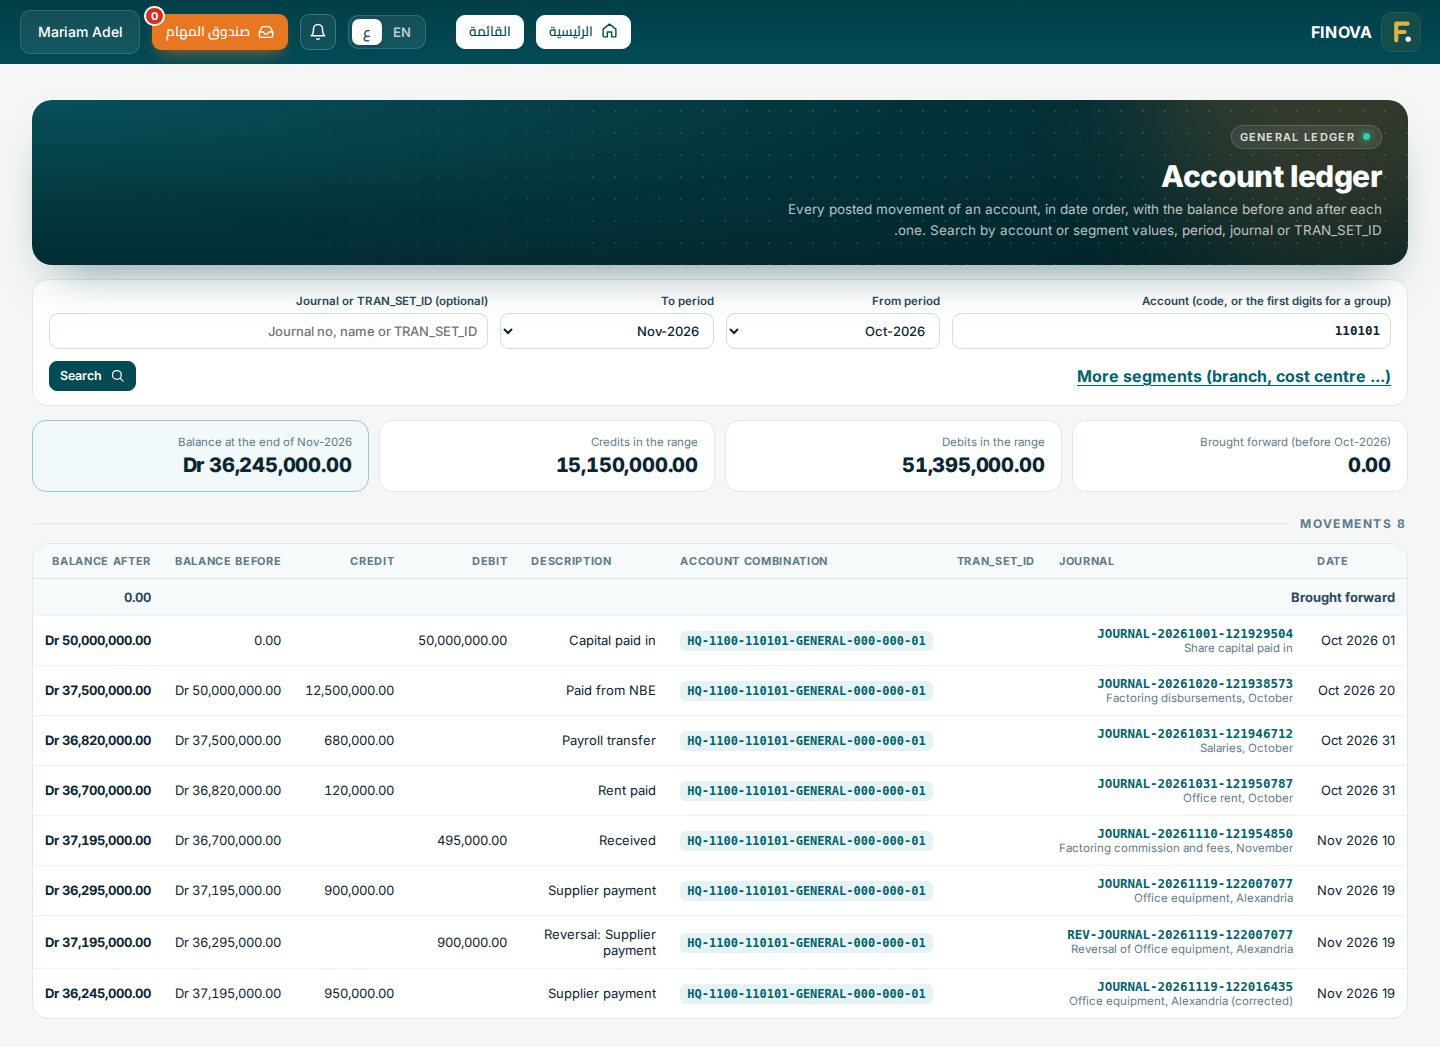 FINOVA
F.
الرئيسية
القائمة
EN
ع
صندوق المهام
0
Mariam Adel
GENERAL LEDGER
Account ledger
Every posted movement of an account, in date order, with the balance before and after each
.one. Search by account or segment values, period, journal or TRAN_SET_ID
Account (code, or the first digits for a group)
110101
From period
Oct-2026
To period
Nov-2026
Journal or TRAN_SET_ID (optional)
Journal no, name or TRAN_SET_ID
More segments (branch, cost centre ...)
Search
Brought forward (before Oct-2026)
0.00
Debits in the range
51,395,000.00
Credits in the range
15,150,000.00
Balance at the end of Nov-2026
Dr 36,245,000.00
MOVEMENTS 8
BALANCE AFTER BALANCE BEFORE CREDIT DEBIT DESCRIPTION ACCOUNT COMBINATION TRAN_SET_ID JOURNAL DATE
0.00 Brought forward
Dr 50,000,000.00 0.00 50,000,000.00 Capital paid in HQ-1100-110101-GENERAL-000-000-01 JOURNAL-20261001-121929504 Oct 2026 01
Share capital paid in
Dr 37,500,000.00 Dr 50,000,000.00 12,500,000.00 Paid from NBE HQ-1100-110101-GENERAL-000-000-01 JOURNAL-20261020-121938573 Oct 2026 20
Factoring disbursements, October
Dr 36,820,000.00 Dr 37,500,000.00 680,000.00 Payroll transfer HQ-1100-110101-GENERAL-000-000-01 JOURNAL-20261031-121946712 Oct 2026 31
Salaries, October
Dr 36,700,000.00 Dr 36,820,000.00 120,000.00 Rent paid HQ-1100-110101-GENERAL-000-000-01 JOURNAL-20261031-121950787 Oct 2026 31
Office rent, October
Dr 37,195,000.00 Dr 36,700,000.00 495,000.00 Received HQ-1100-110101-GENERAL-000-000-01 JOURNAL-20261110-121954850 Nov 2026 10
Factoring commission and fees, November
Dr 36,295,000.00 Dr 37,195,000.00 900,000.00 Supplier payment HQ-1100-110101-GENERAL-000-000-01 JOURNAL-20261119-122007077 Nov 2026 19
Office equipment, Alexandria
Dr 37,195,000.00 Dr 36,295,000.00 900,000.00 Reversal: Supplier payment HQ-1100-110101-GENERAL-000-000-01 REV-JOURNAL-20261119-122007077 Nov 2026 19
Reversal of Office equipment, Alexandria
Dr 36,245,000.00 Dr 37,195,000.00 950,000.00 Supplier payment HQ-1100-110101-GENERAL-000-000-01 JOURNAL-20261119-122016435 Nov 2026 19
Office equipment, Alexandria (corrected)